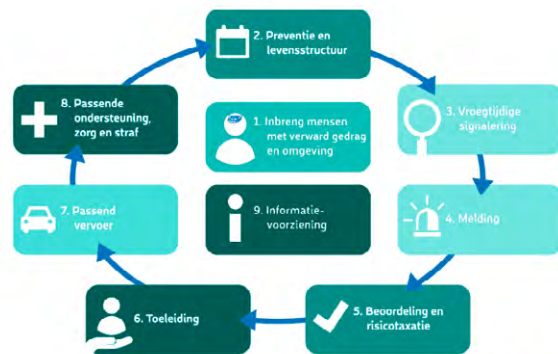 2. Preventie en
levensstructuur
8. Passende
ondersteuning,
zorg en straf
1. Inbreng mensen
met verward gedrag
en omgeving
3. Vroegtijdige
signalering
7. Passend
vervoer
9. Informatie-
voorziening
4. Melding
6. Toeleiding
5. Beoordeling en
risicotaxatie